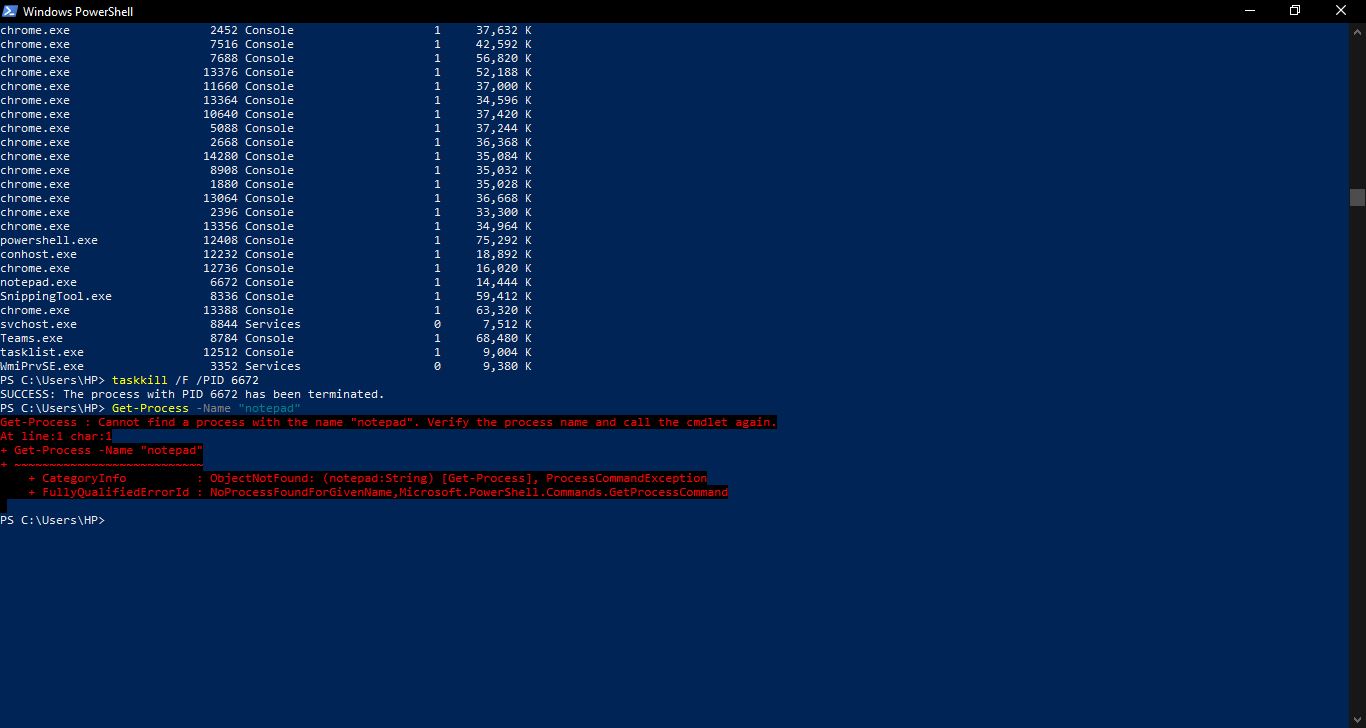 Windows PowerShell
chrome.exe 2452 Console 1 37,632 K
chrome.exe 7516 Console 1 42,592 K
chrome.exe 7688 Console 1 56,820 K
chrome.exe 13376 Console 1 52,188 K
chrome.exe 11660 Console 1 37,000 K
chrome.exe 13364 Console 1 34,596 K
chrome.exe 10640 Console 1 37,420 K
chrome.exe 5088 Console 1 37,244 K
chrome.exe 2668 Console 1 36,368 K
chrome.exe 14280 Console 1 35,084 K
chrome.exe 8908 Console 1 35,032 K
chrome.exe 1880 Console 1 35,028 K
chrome.exe 13064 Console 1 36,668 K
chrome.exe 2396 Console 1 33,300 K
chrome.exe 13356 Console 1 34,964 K
powershell.exe 12408 Console 1 75,292 K
conhost.exe 12232 Console 1 18,892 K
chrome.exe 12736 Console 1 16,020 K
notepad.exe 6672 Console 1 14,444 K
SnippingTool.exe 8336 Console 1 59,412 K
chrome.exe 13388 Console 1 63,320 K
svchost.exe 8844 Services 0 7,512 K
Teams.exe 8784 Console 1 68,480 K
tasklist.exe 12512 Console 1 9,004 K
WmiPrvSE.exe 3352 Services 0 9,380 K
PS C:\Users\HP> taskkill /F /PID 6672
SUCCESS: The process with PID 6672 has been terminated.
PS C:\Users\HP> Get-Process -Name "notepad"
Get-Process : Cannot find a process with the name "notepad". Verify the process name and call the cmdlet again.
At line:1 char:1
+ Get-Process -Name "notepad"
+ ~~~~~~~~~~~~~~~~~~~~~~~~~~~
+ CategoryInfo : ObjectNotFound: (notepad:String) [Get-Process], ProcessCommandException
+ FullyQualifiedErrorId : NoProcessFoundForGivenName,Microsoft.PowerShell.Commands.GetProcessCommand
PS C:\Users\HP>